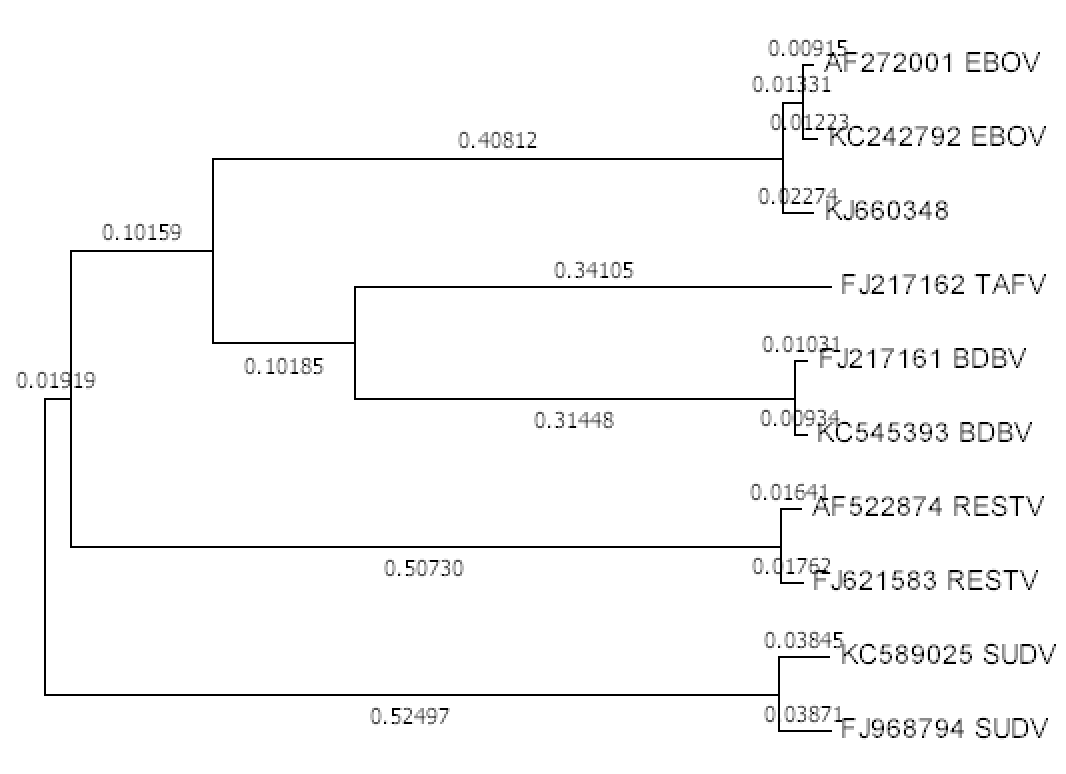 0.00915
AF272001 EBOV
0.01331
0.01223
KC242792 EBOV
0.40812
0.02274
KJ660348
0.10159
0.34105
FJ217162 TAFV
0.01031
FJ217161 BDBV
0.10185
0.01919
0.00934
0.31448
KC545393 BDBV
0.01641
AF522874 RESTV
0.50730
0.01762
FJ621583 RESTV
0.03845
KC589025 SUDV
0.52497
0.03871
FJ968794 SUDV